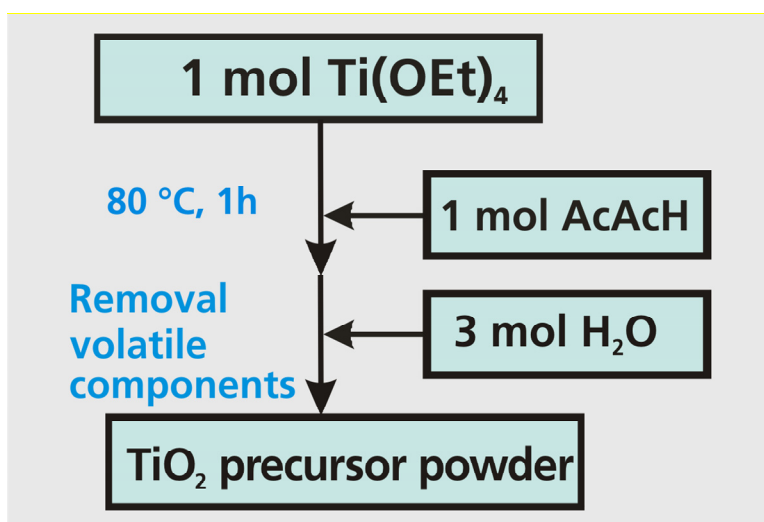 1 mol Ti(OEt)₄
80 °C, 1h
1 mol AcAcH
Removal
volatile
components
3 mol H₂O
TiO₂ precursor powder